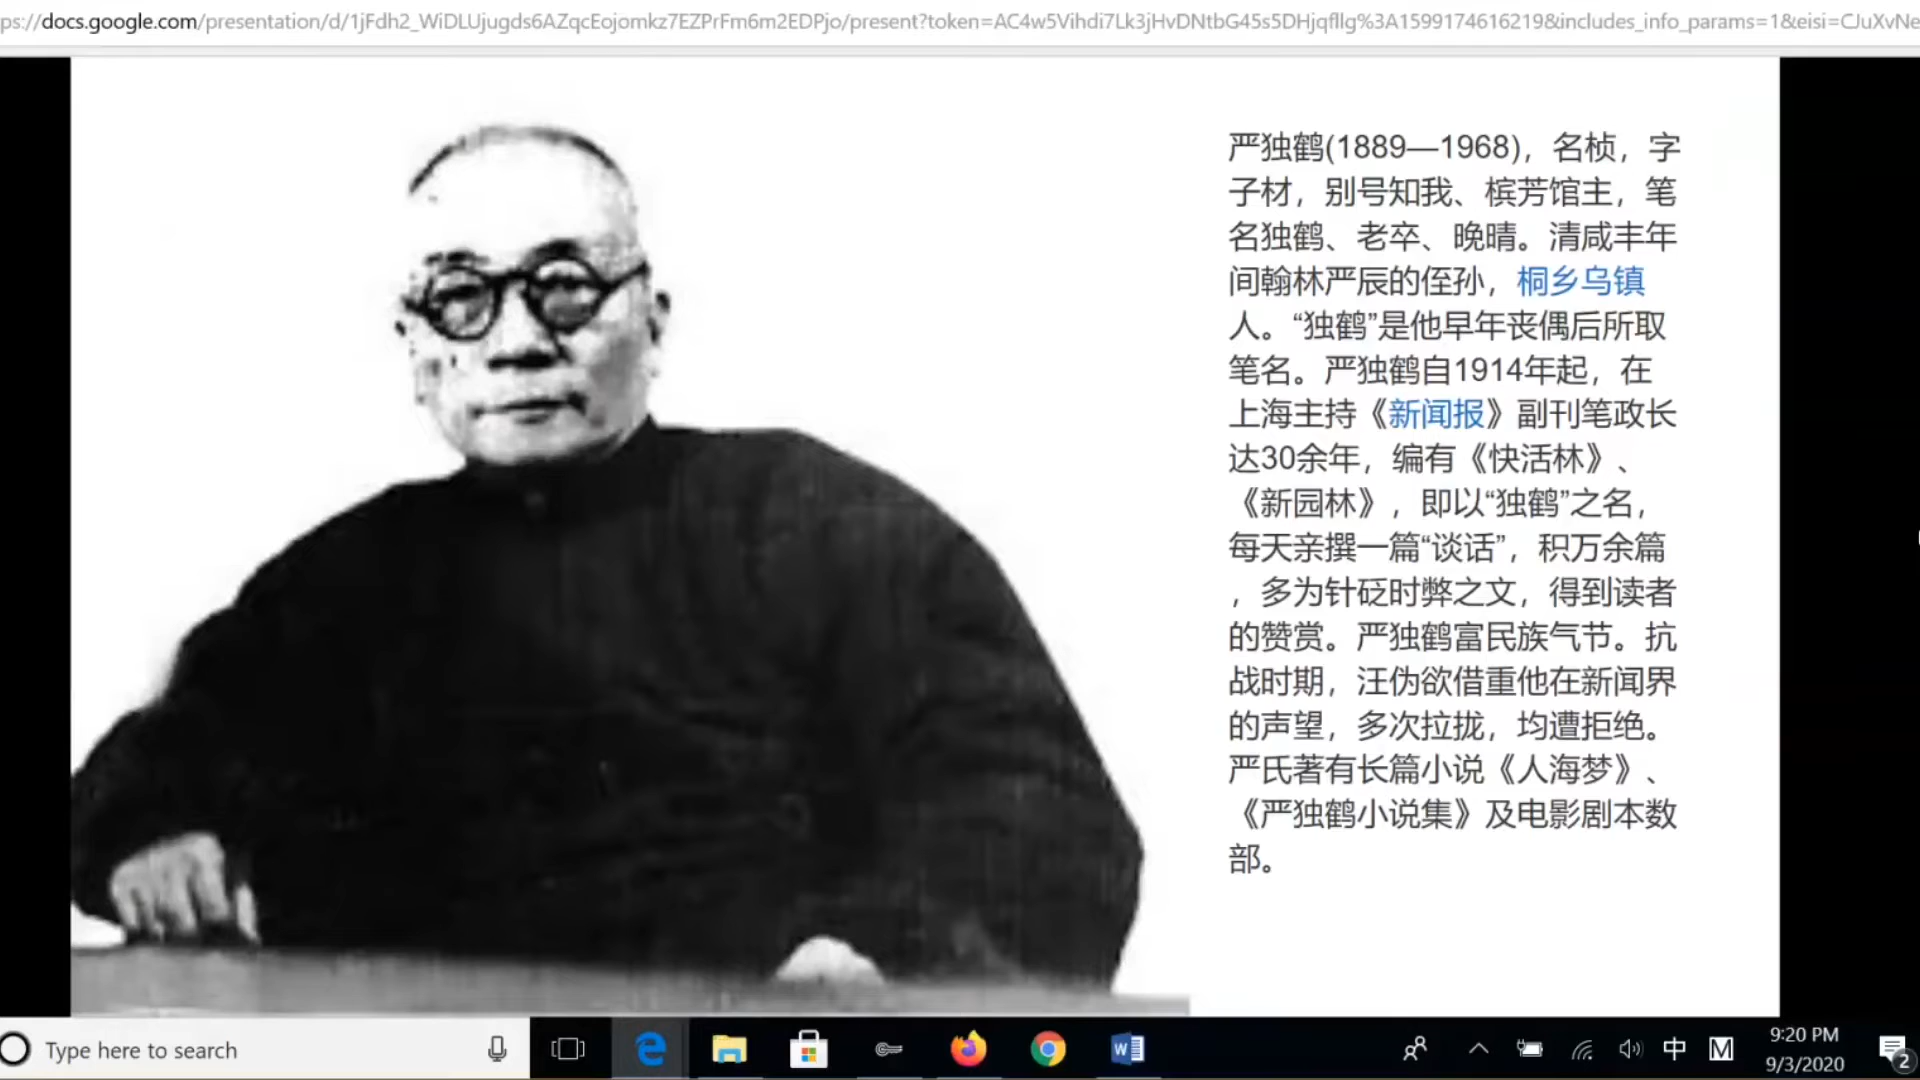 ps://docs.google.com/presentation/d/1jFdh2_WiDLUjugds6AZqcEojomkz7EZPrFm6m2EDPjo/present?token=AC4w5Vihdi7Lk3jHvDNtbG45s5DHjqfllg%3A1599174616219&includes_info_params=1&eisi=CJuXvNe
严独鹤(1889—1968)，名桢，字
子材，别号知我、槟芳馆主，笔
名独鹤、老卒、晚晴。清咸丰年
间翰林严辰的侄孙，桐乡乌镇
人。“独鹤”是他早年丧偶后所取
笔名。严独鹤自1914年起，在
上海主持《新闻报》副刊笔政长
达30余年，编有《快活林》、
《新园林》，即以“独鹤”之名，
每天亲撰一篇“谈话”，积万余篇
，多为针砭时弊之文，得到读者
的赞赏。严独鹤富民族气节。抗
战时期，汪伪欲借重他在新闻界
的声望，多次拉拢，均遭拒绝。
严氏著有长篇小说《人海梦》、
《严独鹤小说集》及电影剧本数
部。
Type here to search
中
M
9:20 PM
9/3/2020
2